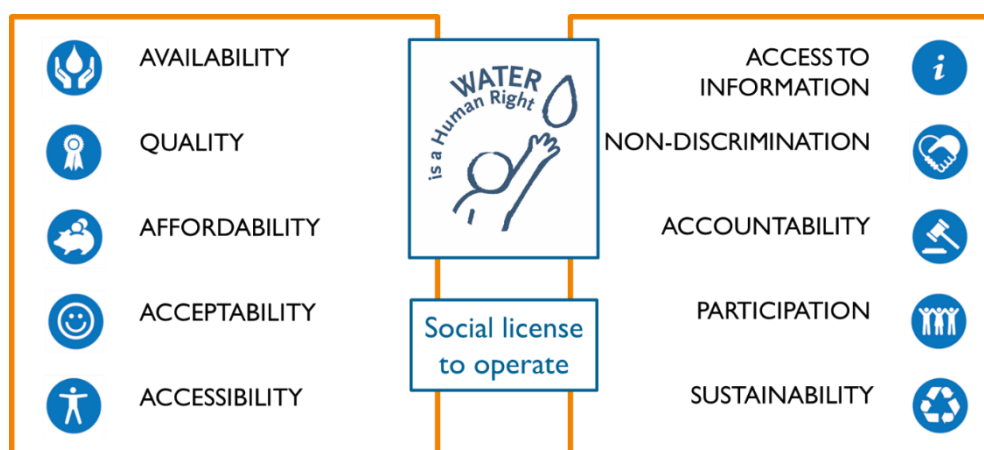 AVAILABILITY
QUALITY
AFFORDABILITY
ACCEPTABILITY
ACCESSIBILITY
WATER
is a Human Right
Social license
to operate
ACCESS TO
INFORMATION
NON-DISCRIMINATION
ACCOUNTABILITY
PARTICIPATION
SUSTAINABILITY